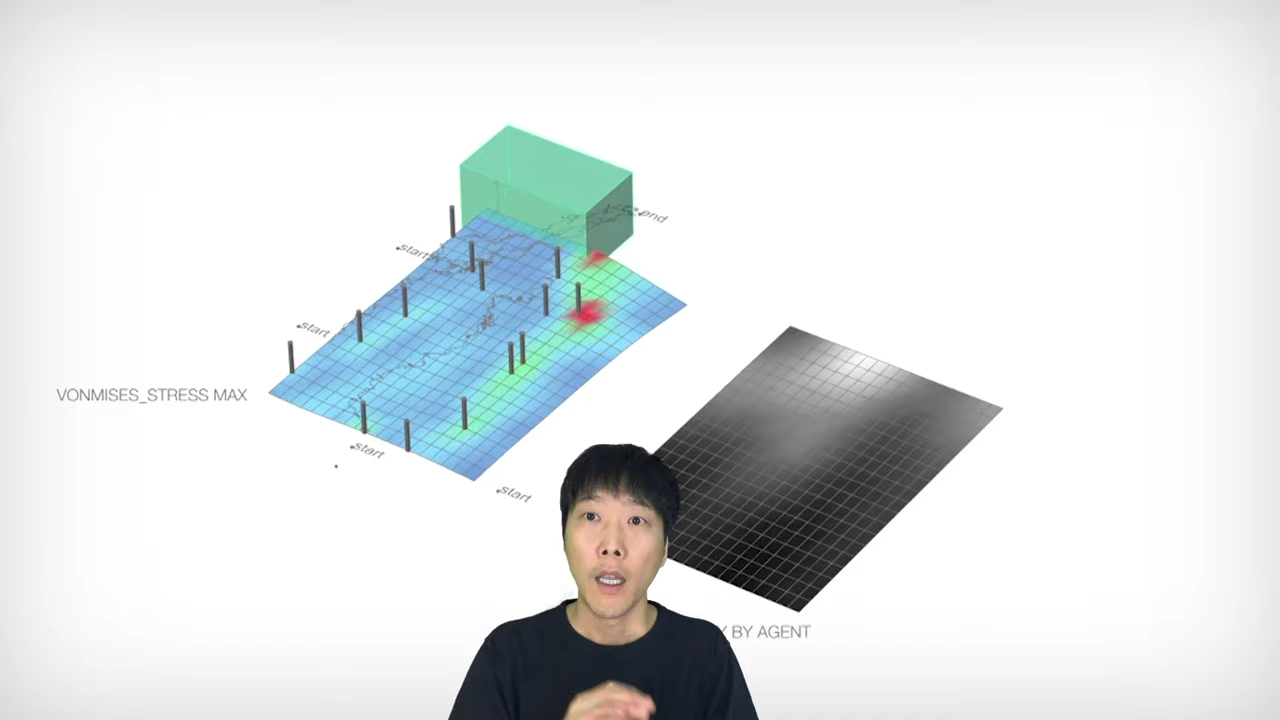 end
start
start
VONMISES_STRESS MAX
start
start
BY AGENT